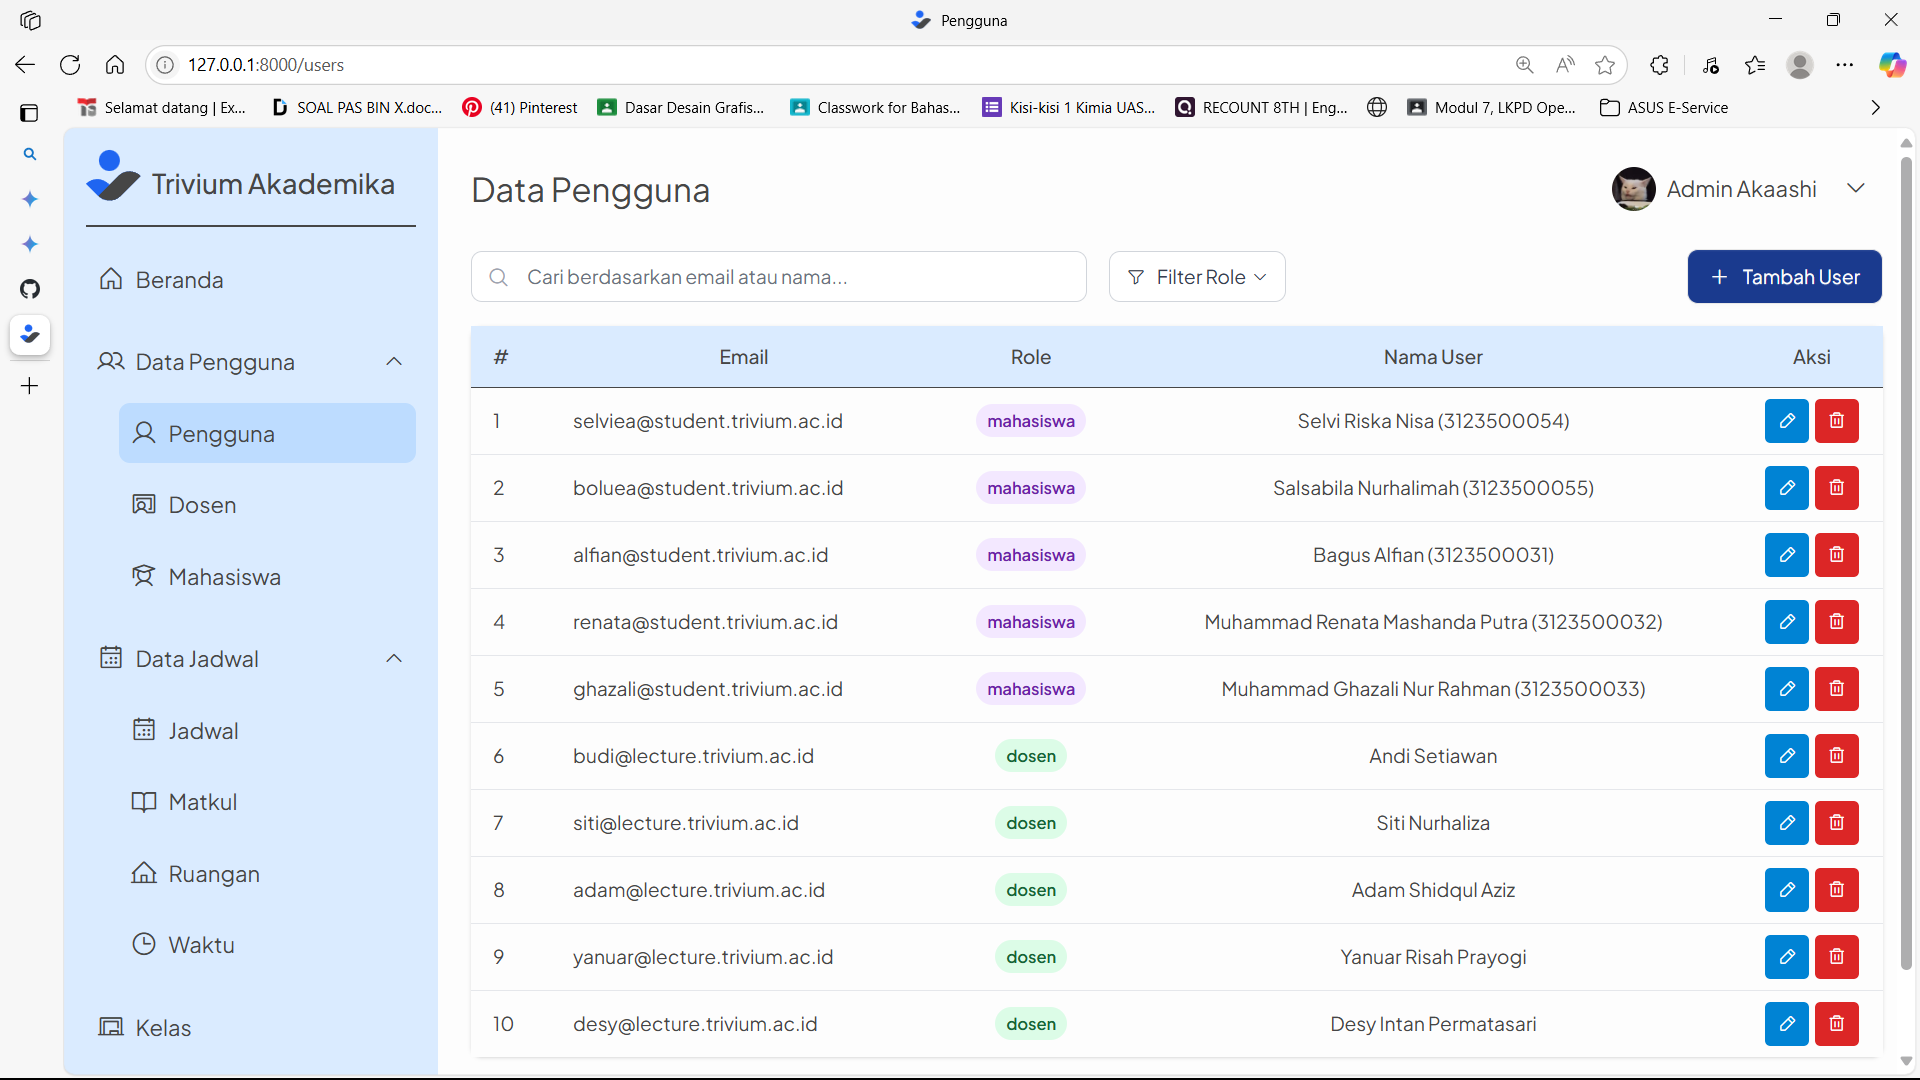 Pengguna
127.0.0.1:8000/users
Selamat datang | Ex...
SOAL PAS BIN X.doc...
(41) Pinterest
Dasar Desain Grafis...
Classwork for Bahas...
Kisi-kisi 1 Kimia UAS...
RECOUNT 8TH | Eng...
Modul 7, LKPD Ope...
ASUS E-Service
Trivium Akademika
Beranda
Data Pengguna
Pengguna
Dosen
Mahasiswa
Data Jadwal
Jadwal
Matkul
Ruangan
Waktu
Kelas
Data Pengguna
Admin Akaashi
Cari berdasarkan email atau nama...
Filter Role
+ Tambah User
# Email Role Nama User Aksi
1 selviea@student.trivium.ac.id mahasiswa Selvi Riska Nisa (3123500054)
2 boluea@student.trivium.ac.id mahasiswa Salsabila Nurhalimah (3123500055)
3 alfian@student.trivium.ac.id mahasiswa Bagus Alfian (3123500031)
4 renata@student.trivium.ac.id mahasiswa Muhammad Renata Mashanda Putra (3123500032)
5 ghazali@student.trivium.ac.id mahasiswa Muhammad Ghazali Nur Rahman (3123500033)
6 budi@lecture.trivium.ac.id dosen Andi Setiawan
7 siti@lecture.trivium.ac.id dosen Siti Nurhaliza
8 adam@lecture.trivium.ac.id dosen Adam Shidqul Aziz
9 yanuar@lecture.trivium.ac.id dosen Yanuar Risah Prayogi
10 desy@lecture.trivium.ac.id dosen Desy Intan Permatasari